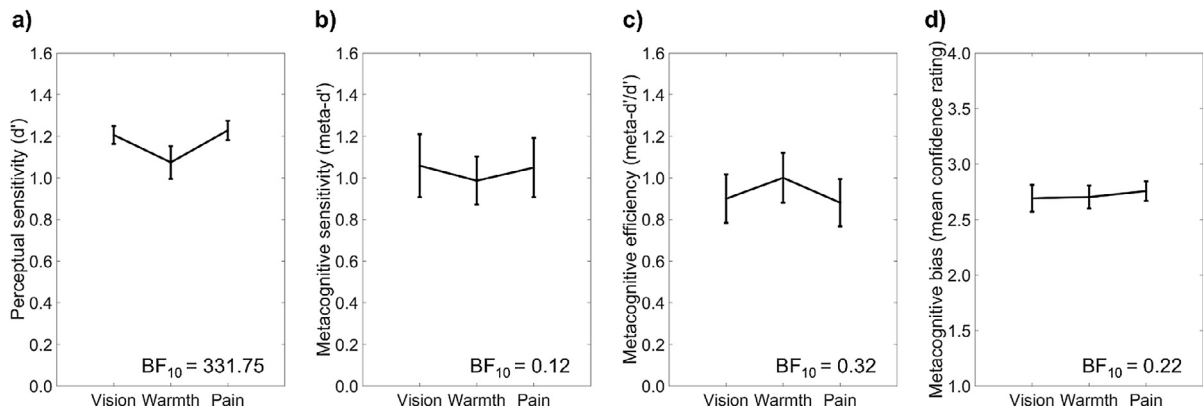 a)
Perceptual sensitivity (d')
1.6
1.4
1.2
1.0
0.8
0.6
0.4
0.2
0.0
BF10 = 331.75
Vision Warmth Pain
b)
Metacognitive sensitivity (meta-d')
1.6
1.4
1.2
1.0
0.8
0.6
0.4
0.2
0.0
BF10 = 0.12
Vision Warmth Pain
c)
Metacognitive efficiency (meta-d'/d')
1.6
1.4
1.2
1.0
0.8
0.6
0.4
0.2
0.0
BF10 = 0.32
Vision Warmth Pain
d)
Metacognitive bias (mean confidence rating)
4.0
3.5
3.0
2.5
2.0
1.5
1.0
BF10 = 0.22
Vision Warmth Pain